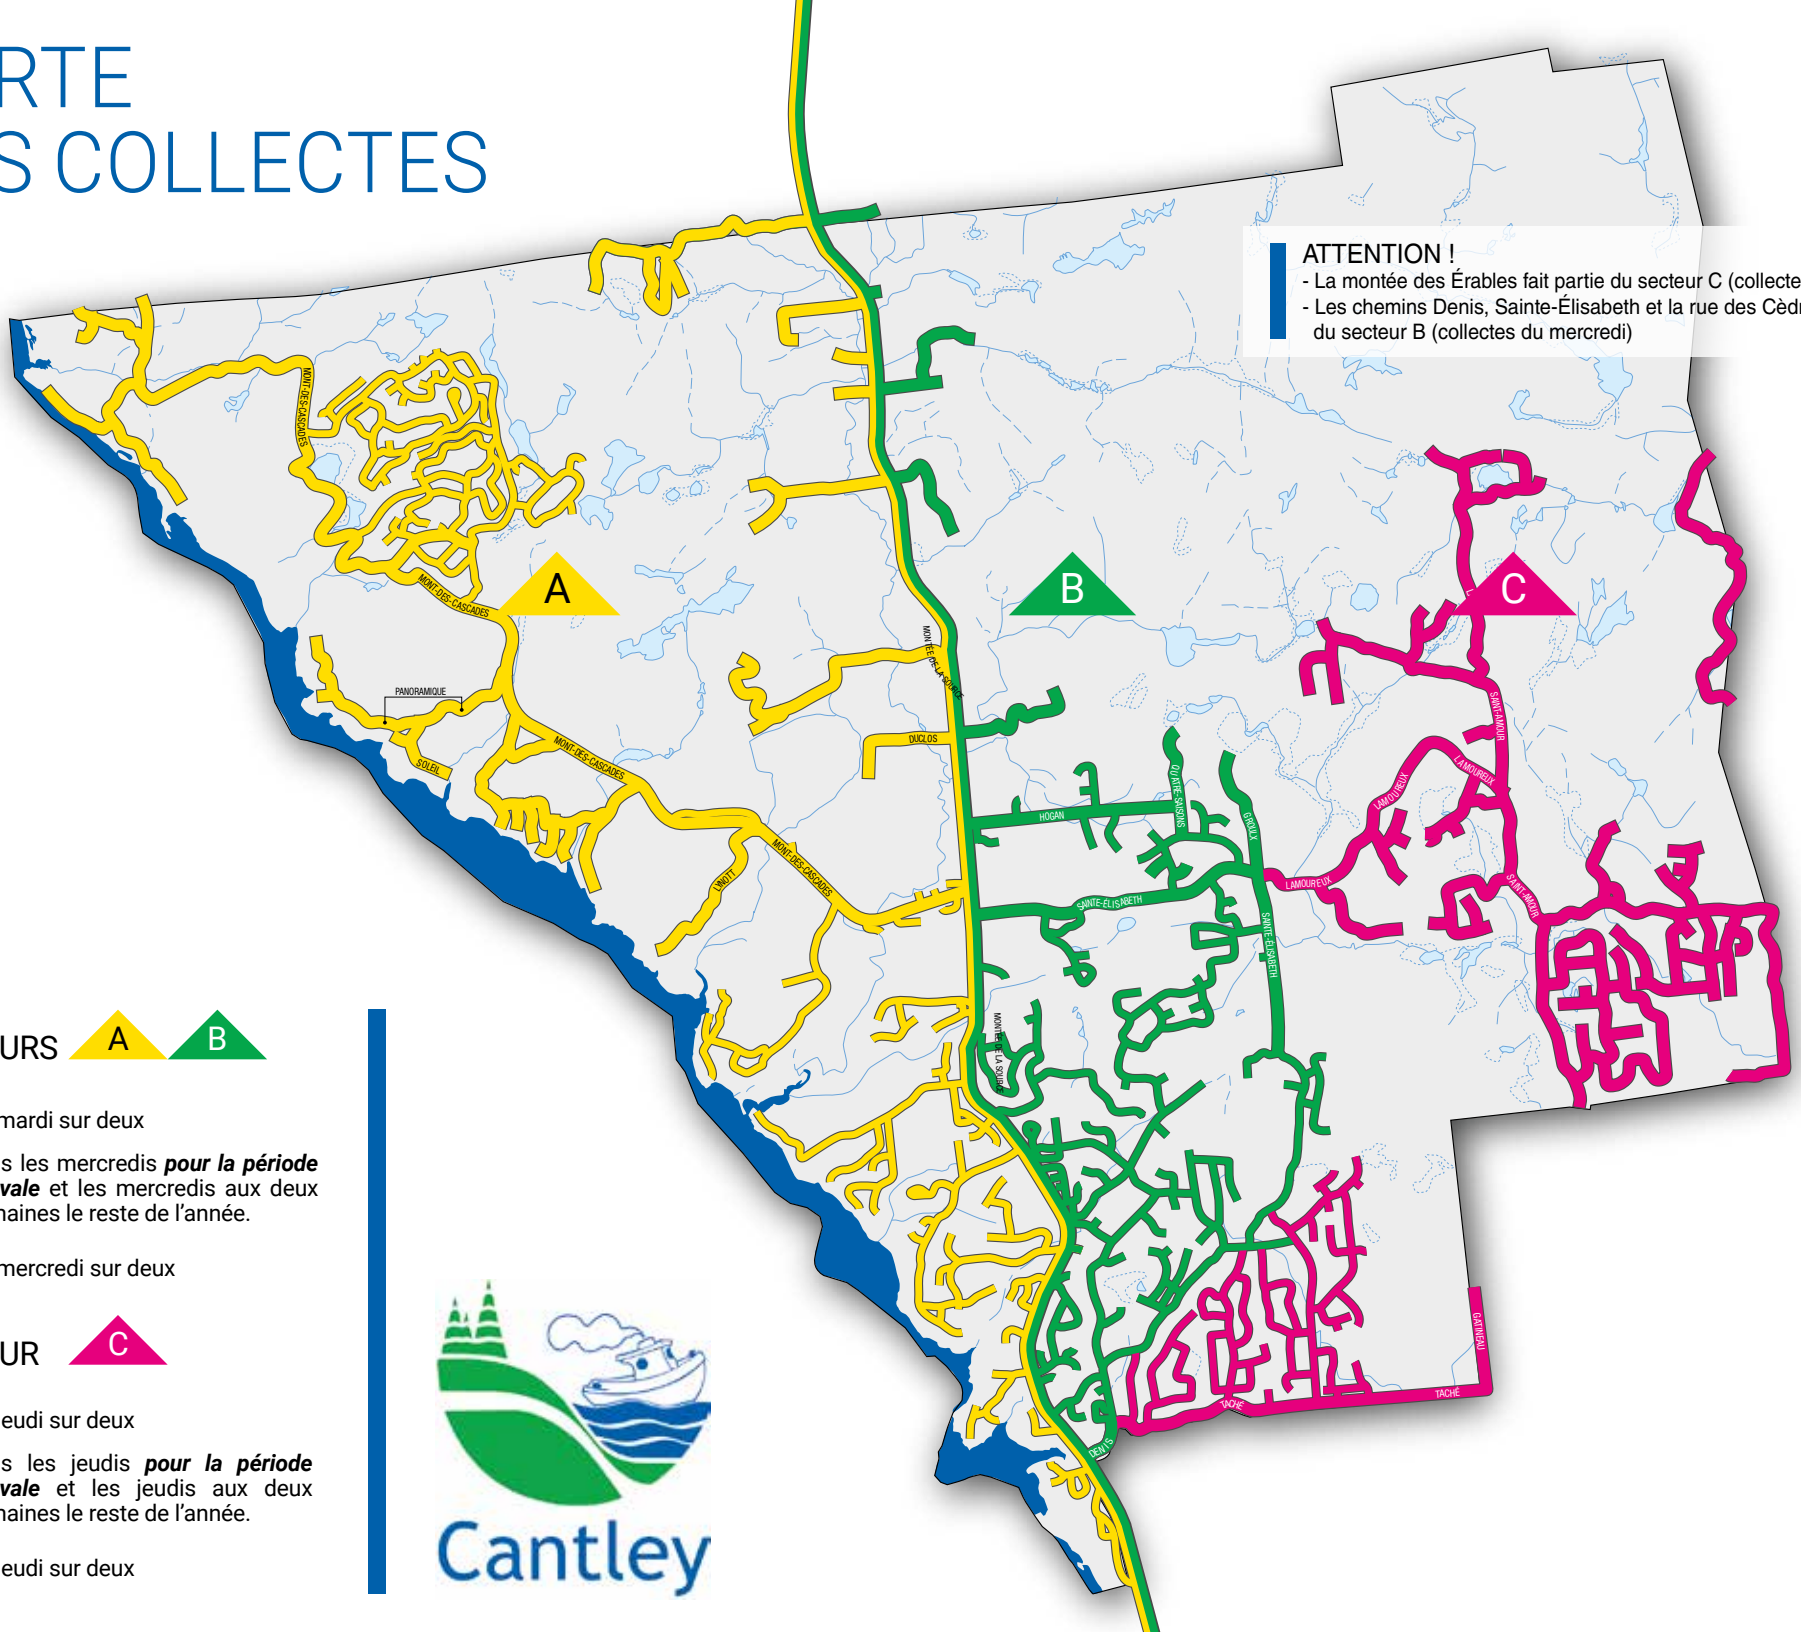 RTE
S COLLECTES
ATTENTION !
- La montée des Érables fait partie du secteur C (collecte
- Les chemins Denis, Sainte-Élisabeth et la rue des Cèd
du secteur B (collectes du mercredi)
MONT-DES-CASCADES
A
B
C
MONT-DES-CASCADES
MONTÉE DE LA SOURCE
PANORAMIQUE
SOLEIL
DUCLOS
MONT-DES-CASCADES
SAINT-AMOUR
LAMOUREUX
LAMOUREUX
QUATRE-SAISONS
HOGAN
GROULX
MONT-DES-CASCADES
LYNOTT
LAMOUREUX
SAINT-AMOUR
SAINTE-ÉLISABETH
SAINTE-ÉLISABETH
MONTÉE DE LA SOURCE
URS A B
mardi sur deux
s les mercredis pour la période
vale et les mercredis aux deux
naines le reste de l'année.
mercredi sur deux
UR C
eudi sur deux
s les jeudis pour la période
vale et les jeudis aux deux
naines le reste de l'année.
eudi sur deux
GATINEAU
TACHÉ
TACHÉ
DENIS
Cantley